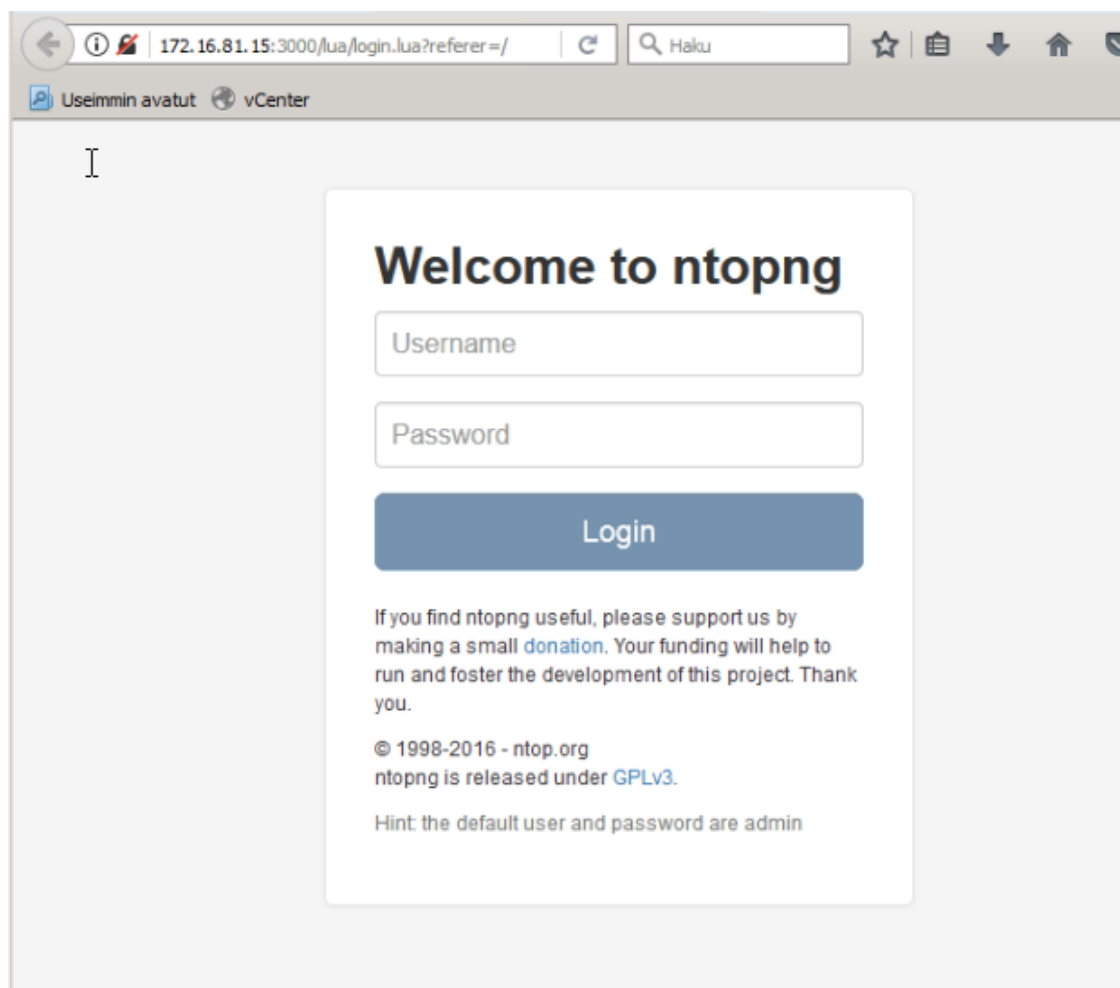 172.16.81.15:3000/lua/login.lua?referer=/
Haku
Useimmin avatut
vCenter
Welcome to ntopng
Username
Password
Login
If you find ntopng useful, please support us by
making a small donation. Your funding will help to
run and foster the development of this project. Thank
you.
© 1998-2016 - ntop.org
ntopng is released under GPLv3.
Hint: the default user and password are admin